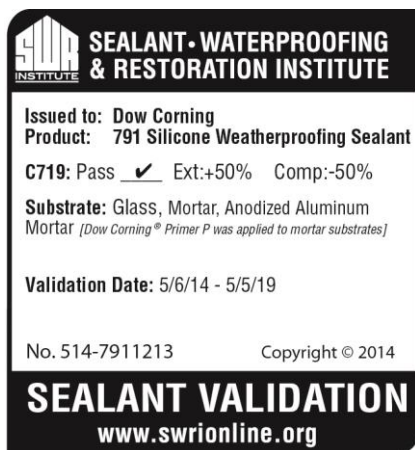 SWR
INSTITUTE
SEALANT • WATERPROOFING
& RESTORATION INSTITUTE
Issued to: Dow Corning
Product: 791 Silicone Weatherproofing Sealant
C719: Pass ✔ Ext:+50% Comp:-50%
Substrate: Glass, Mortar, Anodized Aluminum
Mortar [Dow Corning® Primer P was applied to mortar substrates]
Validation Date: 5/6/14 - 5/5/19
No. 514-7911213 Copyright © 2014
SEALANT VALIDATION
www.swrionline.org